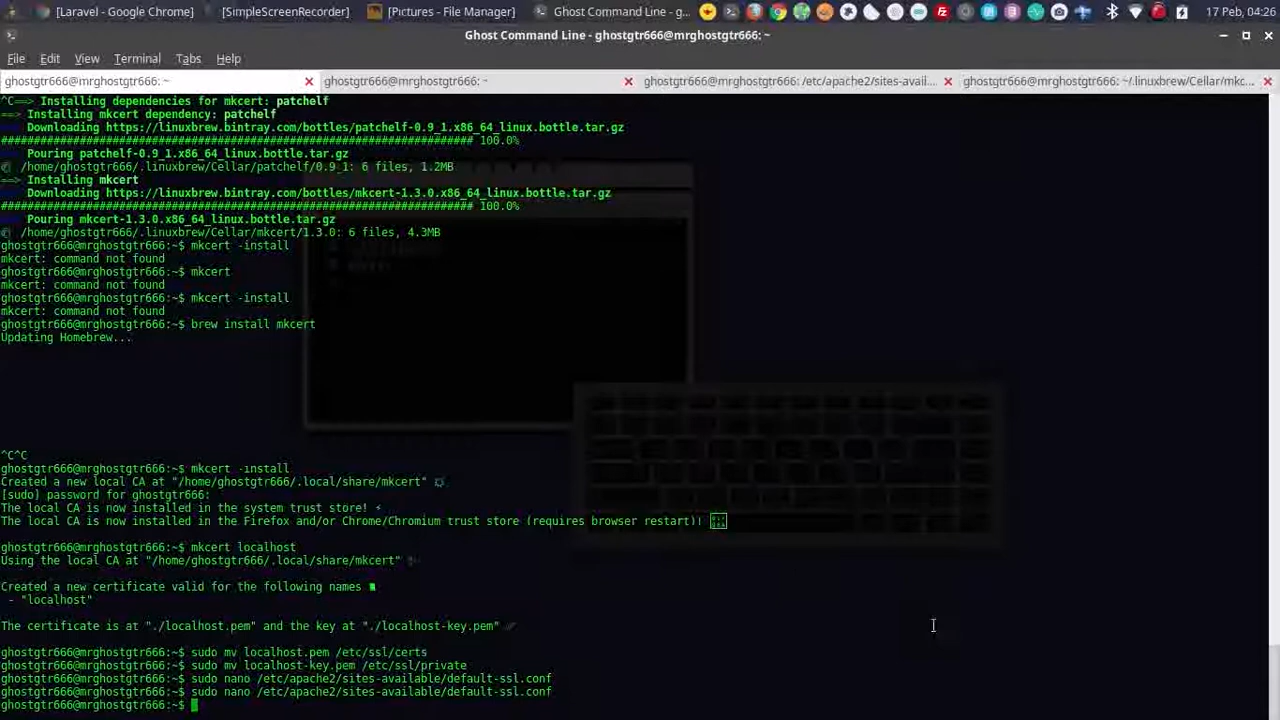 [Laravel - Google Chrome] [SimpleScreenRecorder] [Pictures - File Manager] Ghost Command Line - g... 17 Peb, 04:26
Ghost Command Line - ghostgtr666@mrghostgtr666: ~
File Edit View Terminal Tabs Help
ghostgtr666@mrghostgtr666: ~ ghostgtr666@mrghostgtr666: ~ ghostgtr666@mrghostgtr666: /etc/apache2/sites-avail... ghostgtr666@mrghostgtr666: ~/.linuxbrew/Cellar/mkc...
^C==> Installing dependencies for mkcert: patchelf
==> Installing mkcert dependency: patchelf
Downloading https://linuxbrew.bintray.com/bottles/patchelf-0.9_1.x86_64_linux.bottle.tar.gz
######################################################################## 100.0%
Pouring patchelf-0.9_1.x86_64_linux.bottle.tar.gz
/home/ghostgtr666/.linuxbrew/Cellar/patchelf/0.9_1: 6 files, 1.2MB
==> Installing mkcert
Downloading https://linuxbrew.bintray.com/bottles/mkcert-1.3.0.x86_64_linux.bottle.tar.gz
######################################################################## 100.0%
Pouring mkcert-1.3.0.x86_64_linux.bottle.tar.gz
/home/ghostgtr666/.linuxbrew/Cellar/mkcert/1.3.0: 6 files, 4.3MB
ghostgtr666@mrghostgtr666:~$ mkcert -install
mkcert: command not found
ghostgtr666@mrghostgtr666:~$ mkcert
mkcert: command not found
ghostgtr666@mrghostgtr666:~$ mkcert -install
mkcert: command not found
ghostgtr666@mrghostgtr666:~$ brew install mkcert
Updating Homebrew...
^C^C
ghostgtr666@mrghostgtr666:~$ mkcert -install
Created a new local CA at "/home/ghostgtr666/.local/share/mkcert"
[sudo] password for ghostgtr666:
The local CA is now installed in the system trust store! ⚡
The local CA is now installed in the Firefox and/or Chrome/Chromium trust store (requires browser restart)!
ghostgtr666@mrghostgtr666:~$ mkcert localhost
Using the local CA at "/home/ghostgtr666/.local/share/mkcert"
Created a new certificate valid for the following names
- "localhost"
The certificate is at "./localhost.pem" and the key at "./localhost-key.pem"
ghostgtr666@mrghostgtr666:~$ sudo mv localhost.pem /etc/ssl/certs
ghostgtr666@mrghostgtr666:~$ sudo mv localhost-key.pem /etc/ssl/private
ghostgtr666@mrghostgtr666:~$ sudo nano /etc/apache2/sites-available/default-ssl.conf
ghostgtr666@mrghostgtr666:~$ sudo nano /etc/apache2/sites-available/default-ssl.conf
ghostgtr666@mrghostgtr666:~$